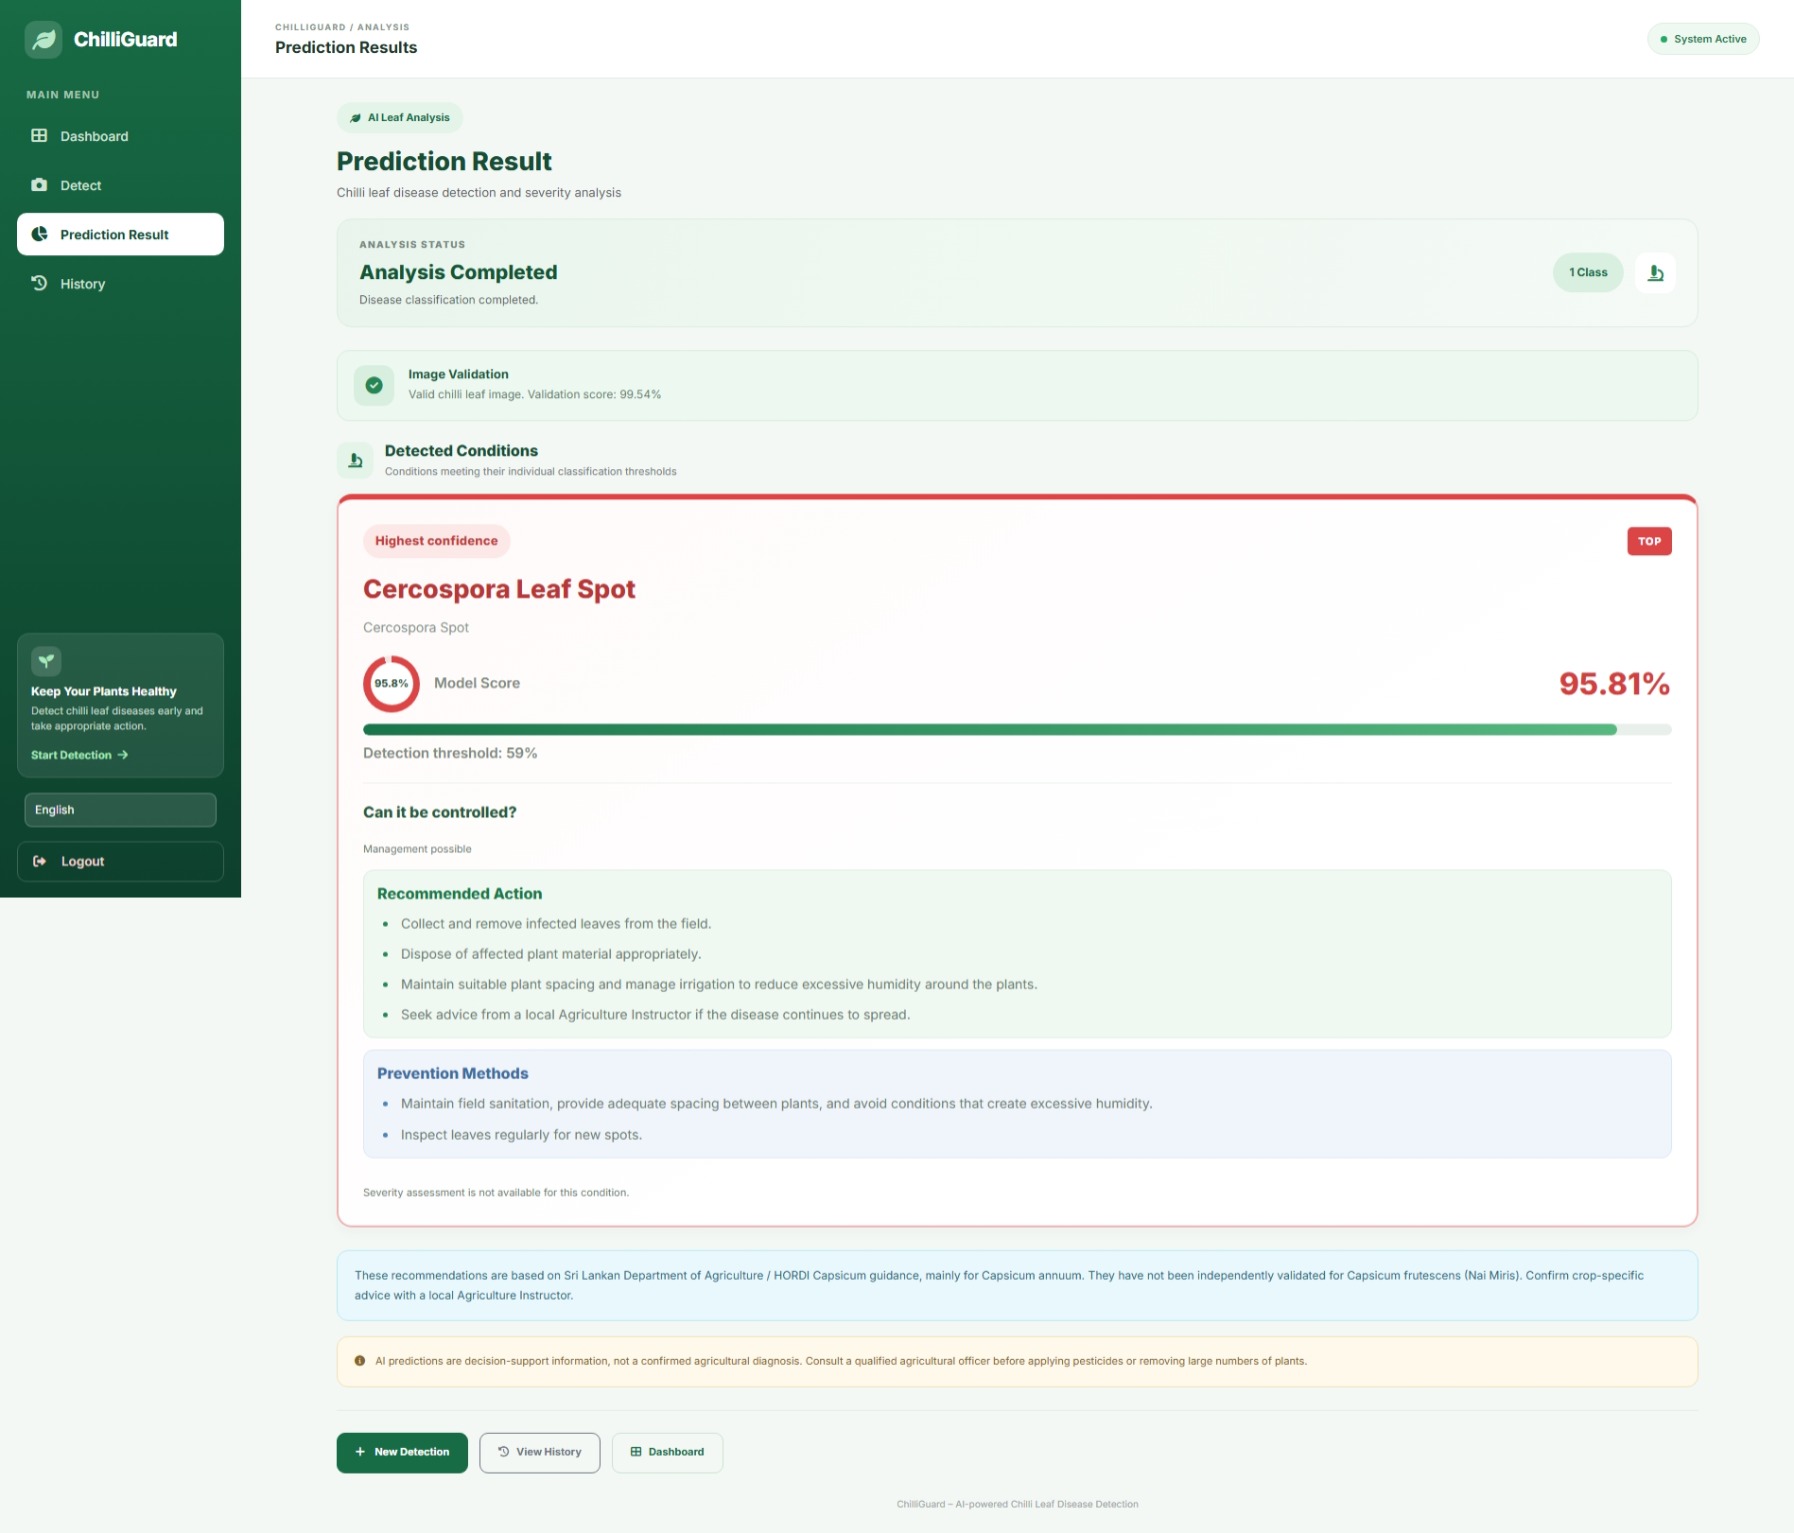 ChilliGuard
MAIN MENU
Dashboard
Detect
Prediction Result
History
Keep Your Plants Healthy
Detect chilli leaf diseases early and
take appropriate action.
Start Detection →
English
Logout
CHILLIGUARD / ANALYSIS
Prediction Results
System Active
AI Leaf Analysis
Prediction Result
Chilli leaf disease detection and severity analysis
ANALYSIS STATUS
Analysis Completed
Disease classification completed.
1 Class
Image Validation
Valid chilli leaf image. Validation score: 99.54%
Detected Conditions
Conditions meeting their individual classification thresholds
Highest confidence
TOP
Cercospora Leaf Spot
Cercospora Spot
95.8%
Model Score
95.81%
Detection threshold: 59%
Can it be controlled?
Management possible
Recommended Action
• Collect and remove infected leaves from the field.
• Dispose of affected plant material appropriately.
• Maintain suitable plant spacing and manage irrigation to reduce excessive humidity around the plants.
• Seek advice from a local Agriculture Instructor if the disease continues to spread.
Prevention Methods
• Maintain field sanitation, provide adequate spacing between plants, and avoid conditions that create excessive humidity.
• Inspect leaves regularly for new spots.
Severity assessment is not available for this condition.
These recommendations are based on Sri Lankan Department of Agriculture / HORDI Capsicum guidance, mainly for Capsicum annuum. They have not been independently validated for Capsicum frutescens (Nai Miris). Confirm crop-specific
advice with a local Agriculture Instructor.
AI predictions are decision-support information, not a confirmed agricultural diagnosis. Consult a qualified agricultural officer before applying pesticides or removing large numbers of plants.
+ New Detection
View History
Dashboard
ChilliGuard – AI-powered Chilli Leaf Disease Detection